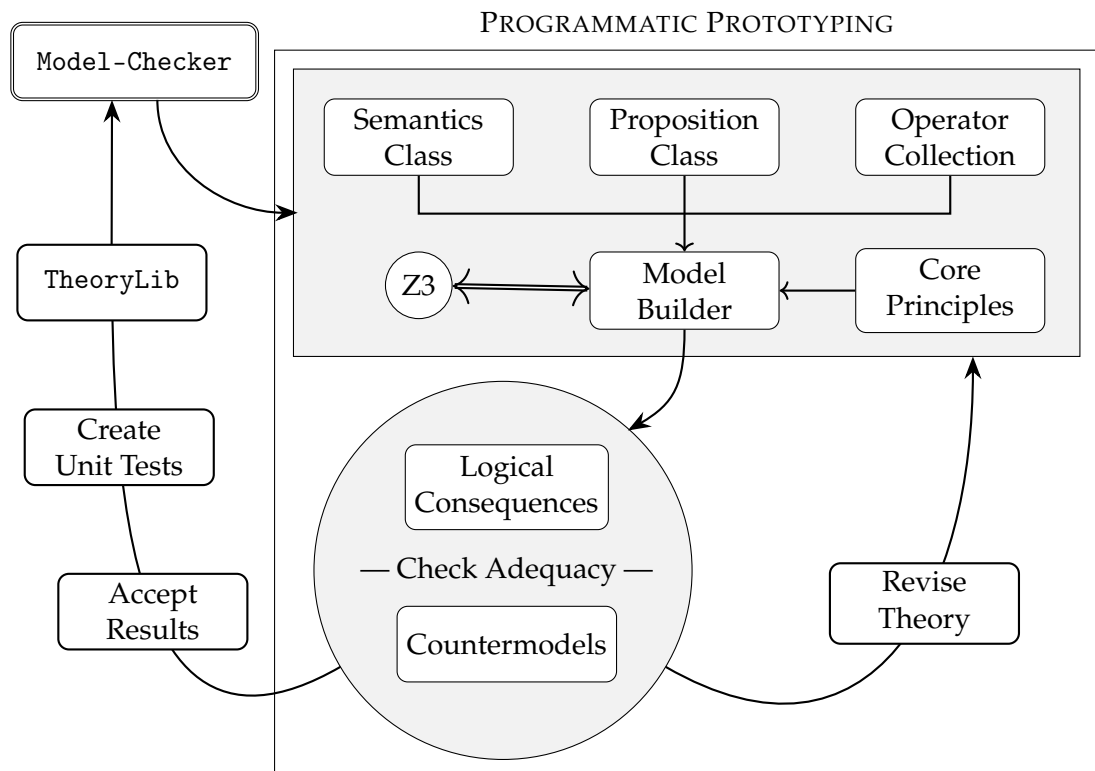 PROGRAMMATIC PROTOTYPING
Model-Checker
Semantics
Class
Proposition
Class
Operator
Collection
TheoryLib
Z3
Model
Builder
Core
Principles
Create
Unit Tests
Logical
Consequences
— Check Adequacy —
Accept
Results
Countermodels
Revise
Theory